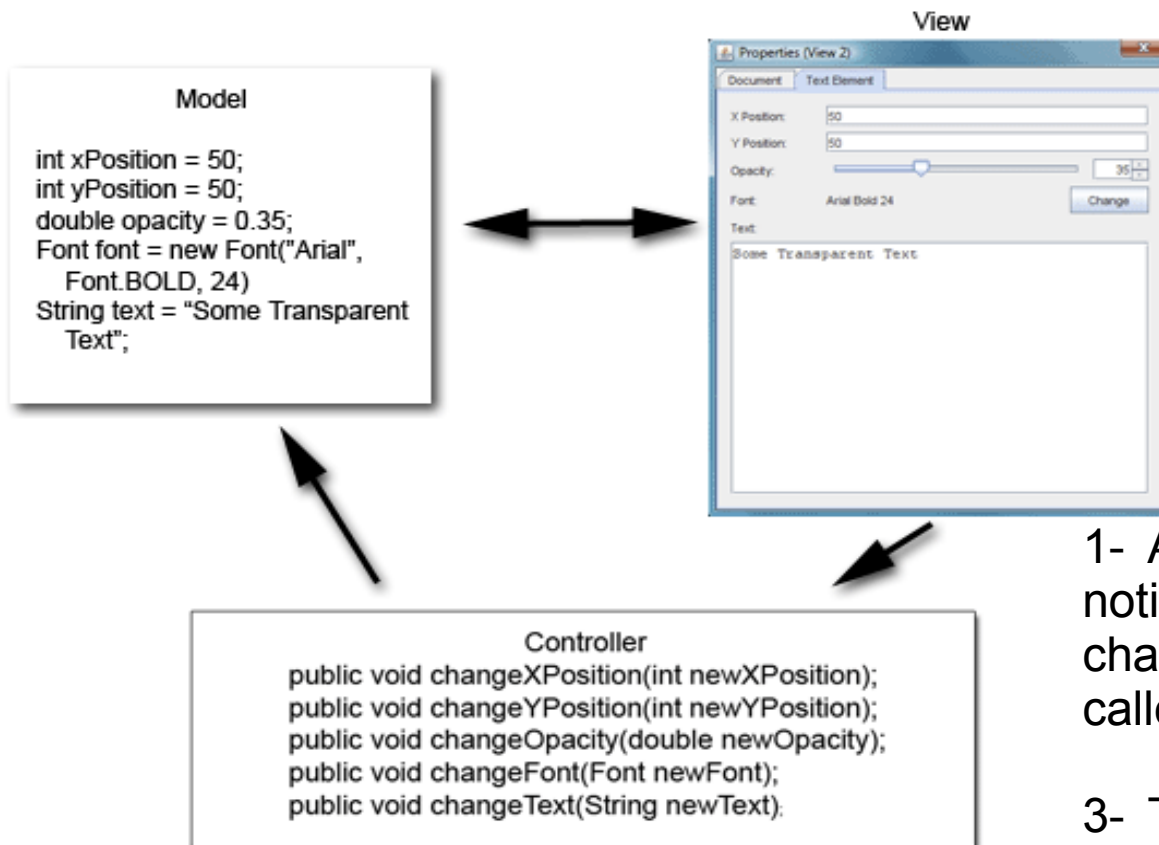 View
Model
int xPosition = 50;
int yPosition = 50;
double opacity = 0.35;
Font font = new Font("Arial",
Font.BOLD, 24)
String text = “Some Transparent
Text”;
Properties (View 2)
Document Text Element
X Position: 50
Y Position: 50
Opacity: 35
Font: Arial Bold 24 Change
Text:
Some Transparent Text
Controller
public void changeXPosition(int newXPosition);
public void changeYPosition(int newYPosition);
public void changeOpacity(double newOpacity);
public void changeFont(Font newFont);
public void changeText(String newText);
1-
3-